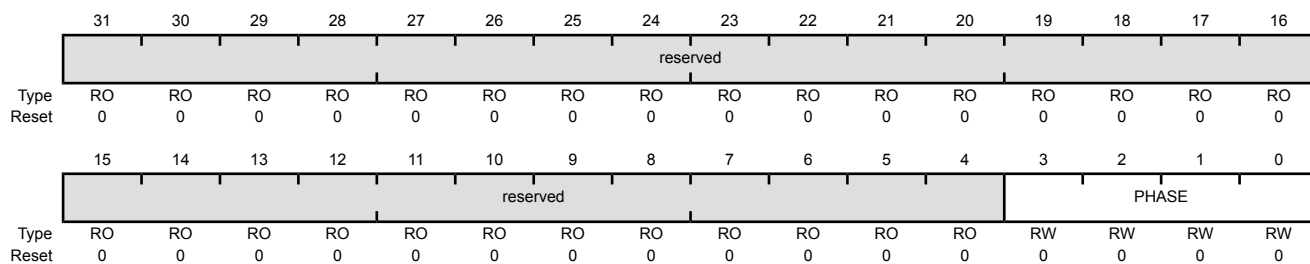 31 30 29 28 27 26 25 24 23 22 21 20 19 18 17 16
reserved
Type RO RO RO RO RO RO RO RO RO RO RO RO RO RO RO RO
Reset 0 0 0 0 0 0 0 0 0 0 0 0 0 0 0 0
15 14 13 12 11 10 9 8 7 6 5 4 3 2 1 0
reserved PHASE
Type RO RO RO RO RO RO RO RO RO RO RO RO RW RW RW RW
Reset 0 0 0 0 0 0 0 0 0 0 0 0 0 0 0 0